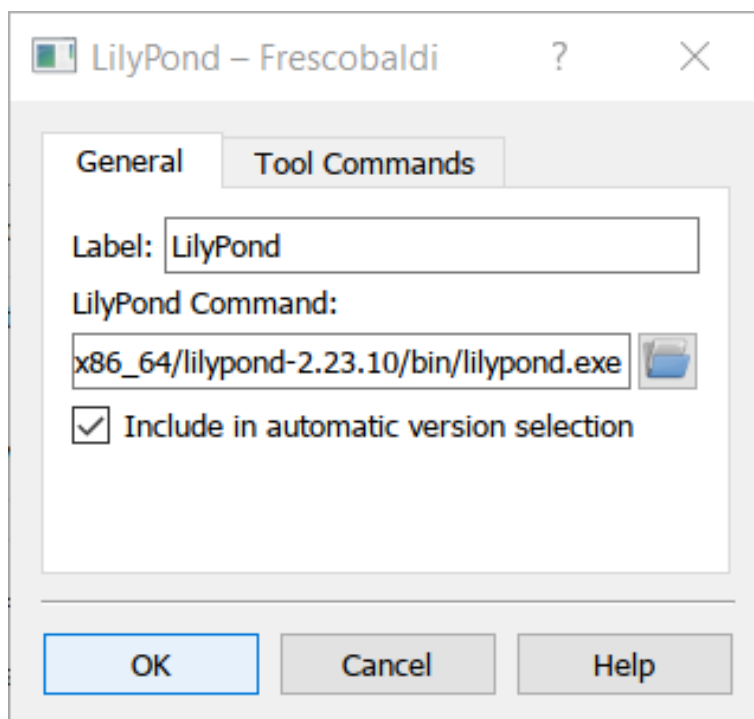 LilyPond – Frescobaldi ?
General Tool Commands
Label: LilyPond
LilyPond Command:
x86_64/lilypond-2.23.10/bin/lilypond.exe
Include in automatic version selection
OK Cancel Help